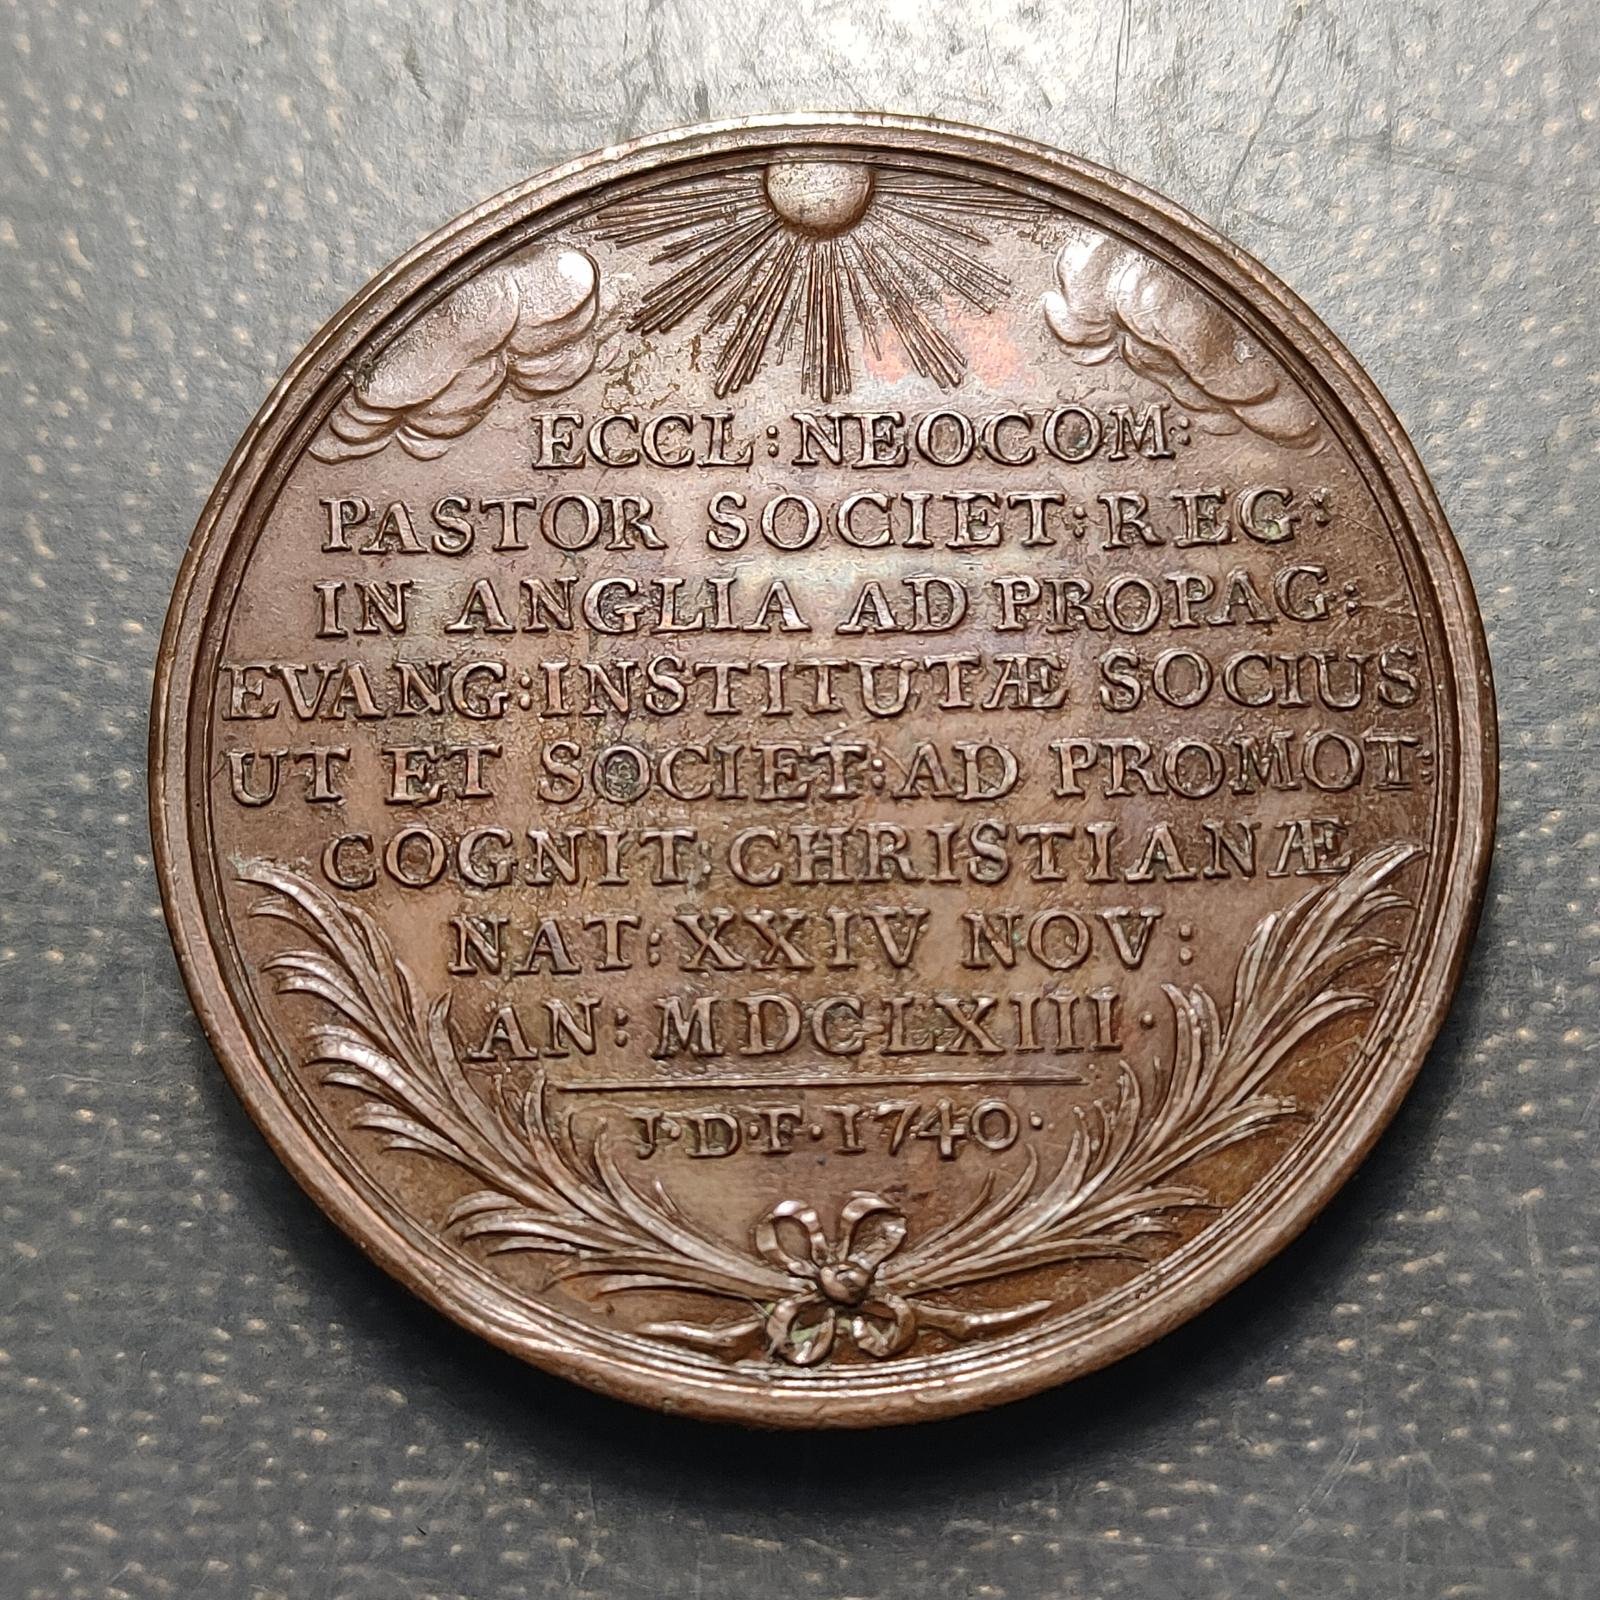 ECCL:NEOCOM:
PASTOR SOCIET:REG:
IN ANGLIA AD PROPAG:
EVANG:INSTITUTÆ SOCIUS
UT ET SOCIET:AD PROMOT:
COGNIT:CHRISTIANÆ
NAT:XXIV NOV:
AN:MDCLXIII·
J·D·F·1740·